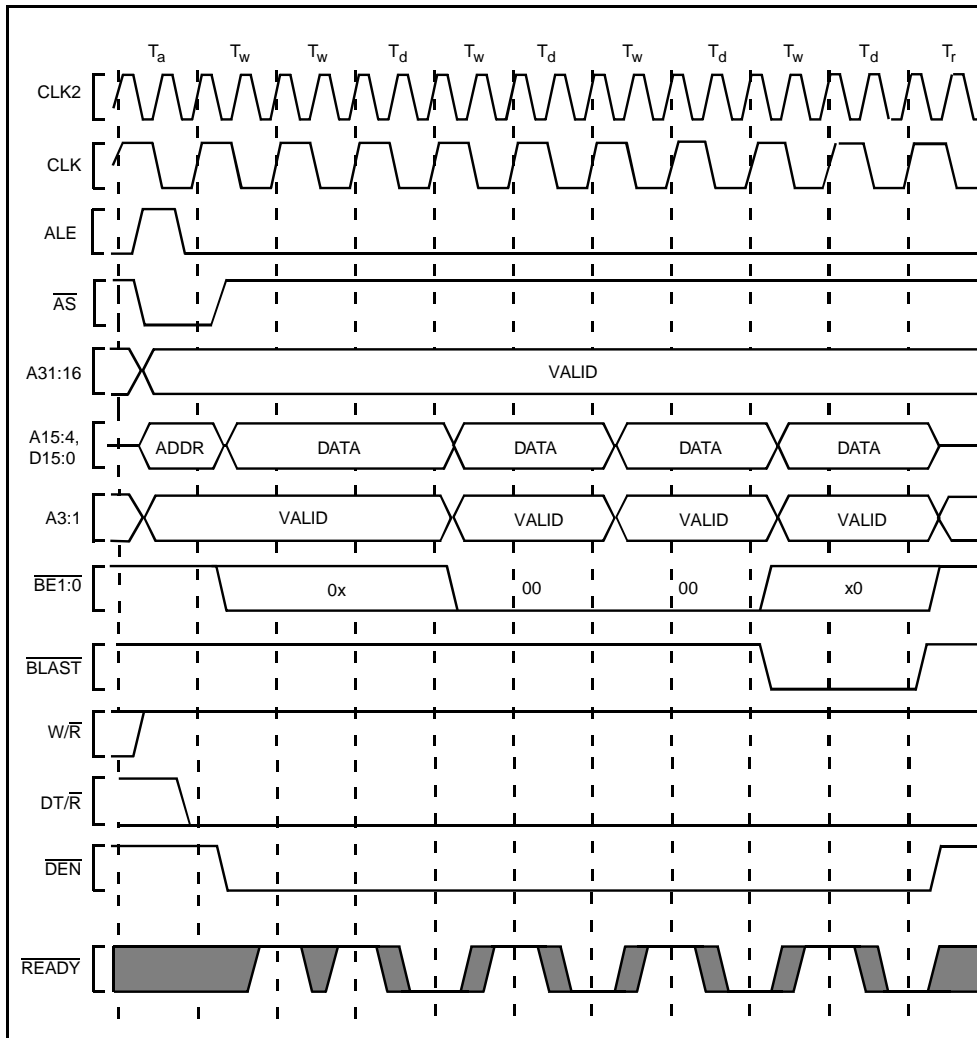 Ta Tw Tw Td Tw Td Tw Td Tw Td Tr
CLK2
CLK
ALE
AS
A31:16 VALID
A15:4,
D15:0 ADDR DATA DATA DATA DATA
A3:1 VALID VALID VALID VALID
BE1:0 0x 00 00 x0
BLAST
W/R
DT/R
DEN
READY